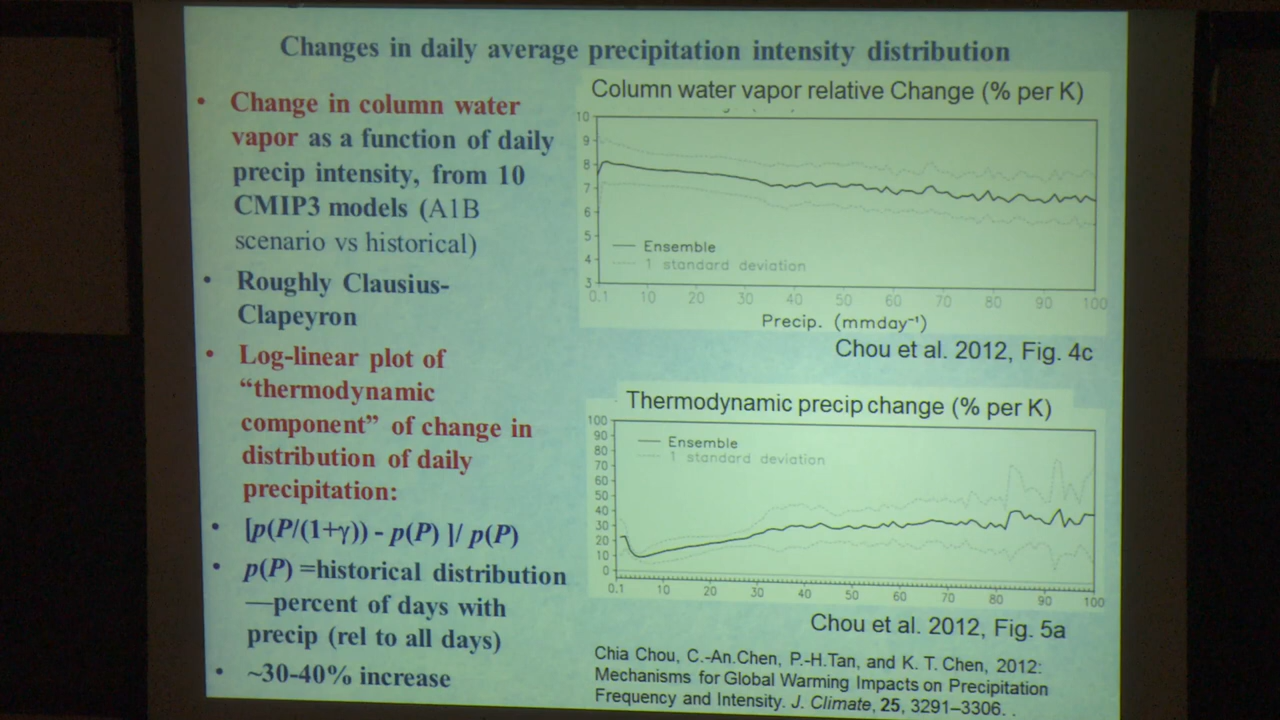 Changes in daily average precipitation intensity distribution
• Change in column water
vapor as a function of daily
precip intensity, from 10
CMIP3 models (A1B
scenario vs historical)
• Roughly Clausius-
Clapeyron
• Log-linear plot of
“thermodynamic
component” of change in
distribution of daily
precipitation:
• [p(P/(1+γ)) - p(P) ]/ p(P)
• p(P) =historical distribution
—percent of days with
precip (rel to all days)
• ~30-40% increase
Column water vapor relative Change (% per K)
10
9
8
7
6
5
4
3
Ensemble
1 standard deviation
0.1 10 20 30 40 50 60 70 80 90 100
Precip. (mmday⁻¹)
Chou et al. 2012, Fig. 4c
Thermodynamic precip change (% per K)
100
90
80
70
60
50
40
30
20
10
0
Ensemble
1 standard deviation
0.1 10 20 30 40 50 60 70 80 90 100
Chou et al. 2012, Fig. 5a
Chia Chou, C.-An.Chen, P.-H.Tan, and K. T. Chen, 2012:
Mechanisms for Global Warming Impacts on Precipitation
Frequency and Intensity. J. Climate, 25, 3291–3306. .